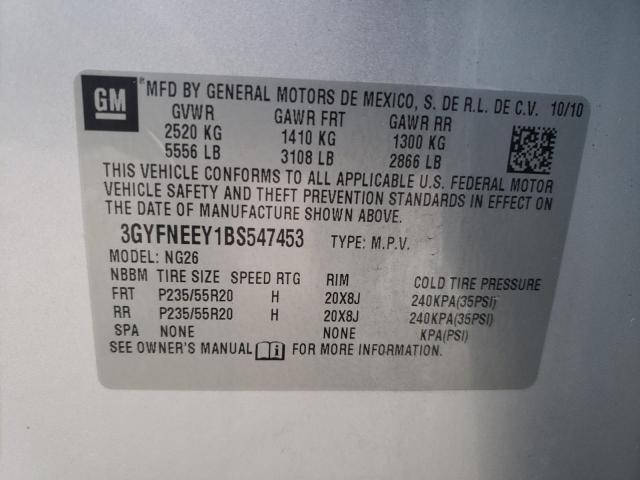 GM
MFD BY GENERAL MOTORS DE MEXICO, S. DE R.L. DE C.V. 10/10
GVWR GAWR FRT GAWR RR
2520 KG 1410 KG 1300 KG
5556 LB 3108 LB 2866 LB
THIS VEHICLE CONFORMS TO ALL APPLICABLE U.S. FEDERAL MOTOR
VEHICLE SAFETY AND THEFT PREVENTION STANDARDS IN EFFECT ON
THE DATE OF MANUFACTURE SHOWN ABOVE.
3GYFNEEY1BS547453 TYPE: M.P.V.
MODEL: NG26
NBBM TIRE SIZE SPEED RTG RIM COLD TIRE PRESSURE
FRT P235/55R20 H 20X8J 240KPA(35PSI)
RR P235/55R20 H 20X8J 240KPA(35PSI)
SPA NONE NONE KPA(PSI)
SEE OWNER'S MANUAL FOR MORE INFORMATION.